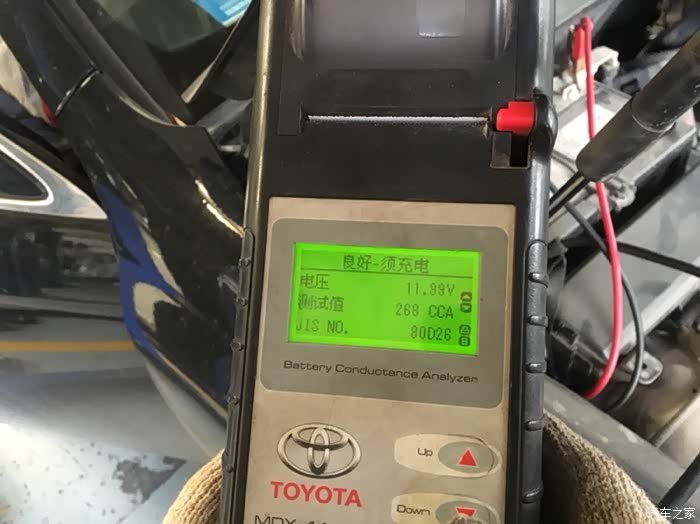 良好-须充电
电压 11.99V
测试值 268 CCA
JIS NO. 80D26
Battery Conductance Analyzer
Up
TOYOTA
Down
汽车之家